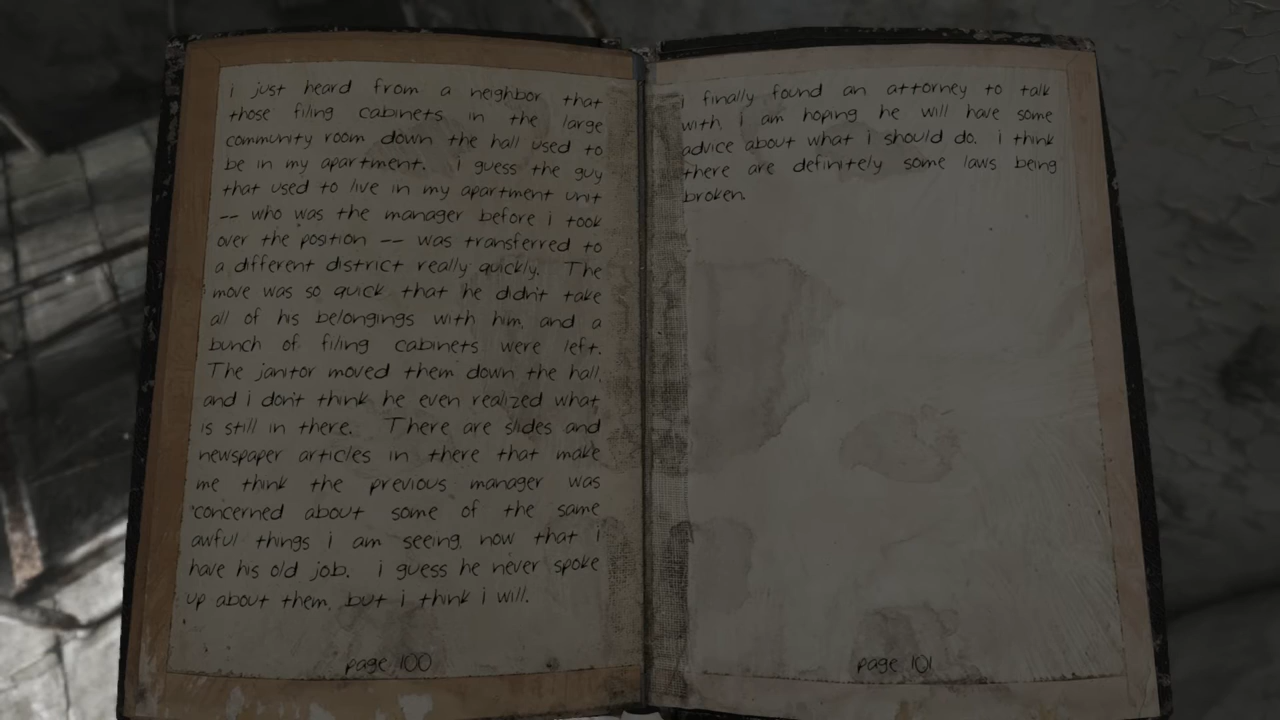 i just heard from a neighbor that
those filing cabinets in the large
community room down the hall used to
be in my apartment. i guess the guy
that used to live in my apartment unit
-- who was the manager before i took
over the position -- was transferred to
a different district really quickly. The
move was so quick that he didn't take
all of his belongings with him, and a
bunch of filing cabinets were left.
The janitor moved them down the hall,
and i don't think he even realized what
is still in there. There are slides and
newspaper articles in there that make
me think the previous manager was
concerned about some of the same
awful things i am seeing, now that i
have his old job. i guess he never spoke
up about them, but i think i will.
page 100
i finally found an attorney to talk
with, i am hoping he will have some
advice about what i should do. i think
there are definitely some laws being
broken.
page 101